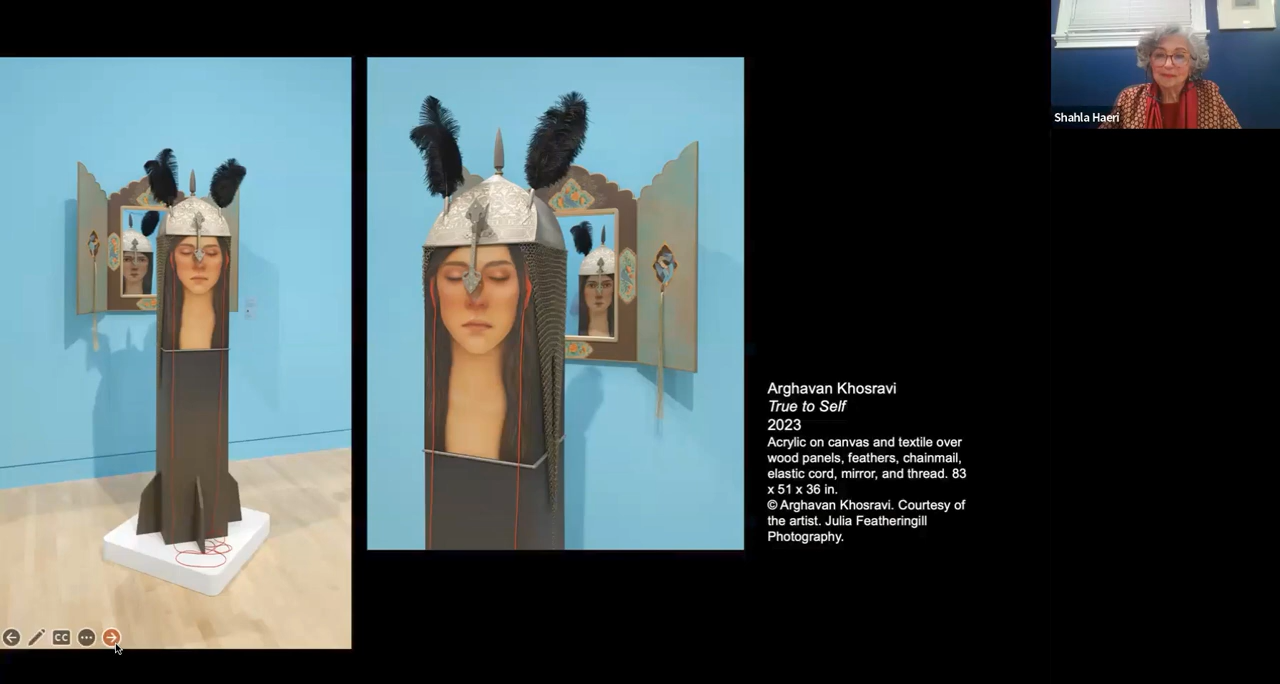 Shahla Haeri
Arghavan Khosravi
True to Self
2023
Acrylic on canvas and textile over
wood panels, feathers, chainmail,
elastic cord, mirror, and thread. 83
x 51 x 36 in.
© Arghavan Khosravi. Courtesy of
the artist. Julia Featheringill
Photography.
CC